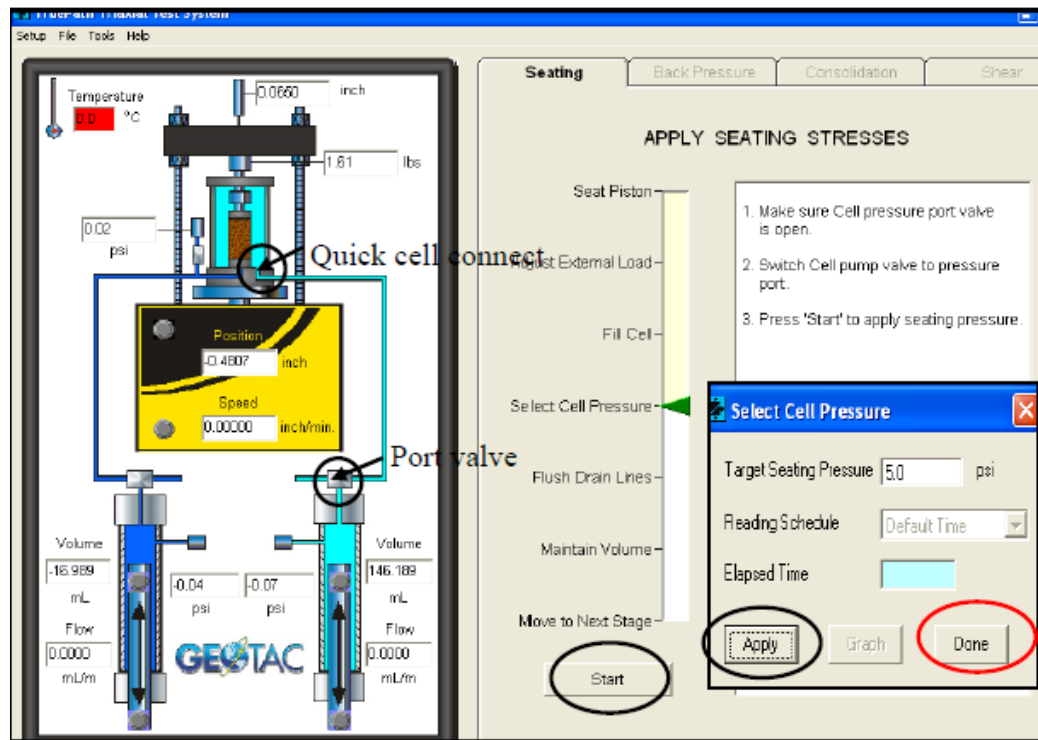 TruePath Triaxial Test System
Setup File Tools Help
Temperature
0.0 °C
0.0660 inch
1.61 lbs
0.02
psi
Quick cell connect
Position
-0.4807 inch
Speed
0.00000 inch/min.
Port valve
Volume
-16.989
mL
Flow
0.0000
mL/m
-0.04
psi
-0.07
psi
Volume
146.189
mL
Flow
0.0000
mL/m
GEOTAC
Seating Back Pressure Consolidation Shear
APPLY SEATING STRESSES
Seat Piston
Adjust External Load
Fill Cell
Select Cell Pressure
Flush Drain Lines
Maintain Volume
Move to Next Stage
Start
1. Make sure Cell pressure port valve
is open.
2. Switch Cell pump valve to pressure
port.
3. Press 'Start' to apply seating pressure.
Select Cell Pressure
Target Seating Pressure 5.0 psi
Reading Schedule Default Time
Elapsed Time
Apply Graph Done